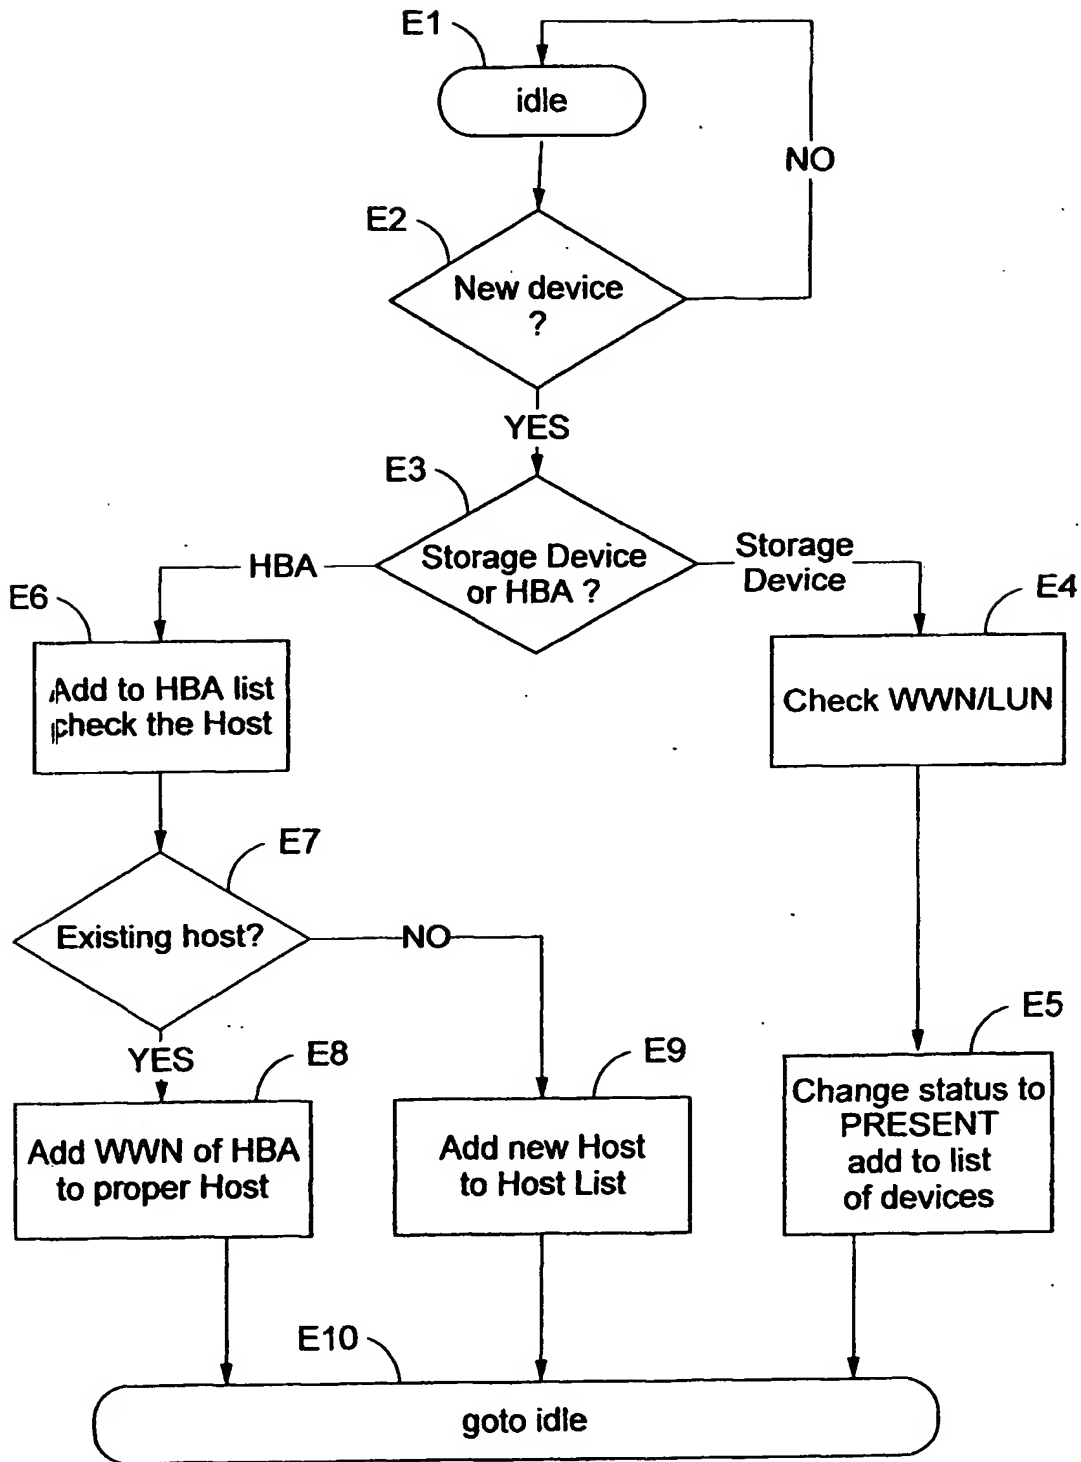 E1
idle
NO
E2
New device
?
YES
E3
Storage Device
or HBA ?
HBA
Storage
Device
E6
Add to HBA list
check the Host
E4
Check WWN/LUN
E7
Existing host?
NO
YES
E8
Add WWN of HBA
to proper Host
E9
Add new Host
to Host List
E5
Change status to
PRESENT
add to list
of devices
E10
goto idle